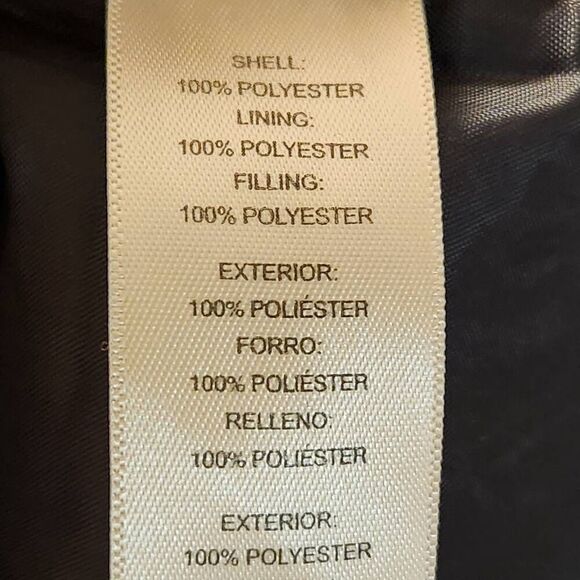 SHELL:
100% POLYESTER
LINING:
100% POLYESTER
FILLING:
100% POLYESTER
EXTERIOR:
100% POLIÉSTER
FORRO:
100% POLIÉSTER
RELLENO:
100% POLIÉSTER
EXTERIOR:
100% POLYESTER